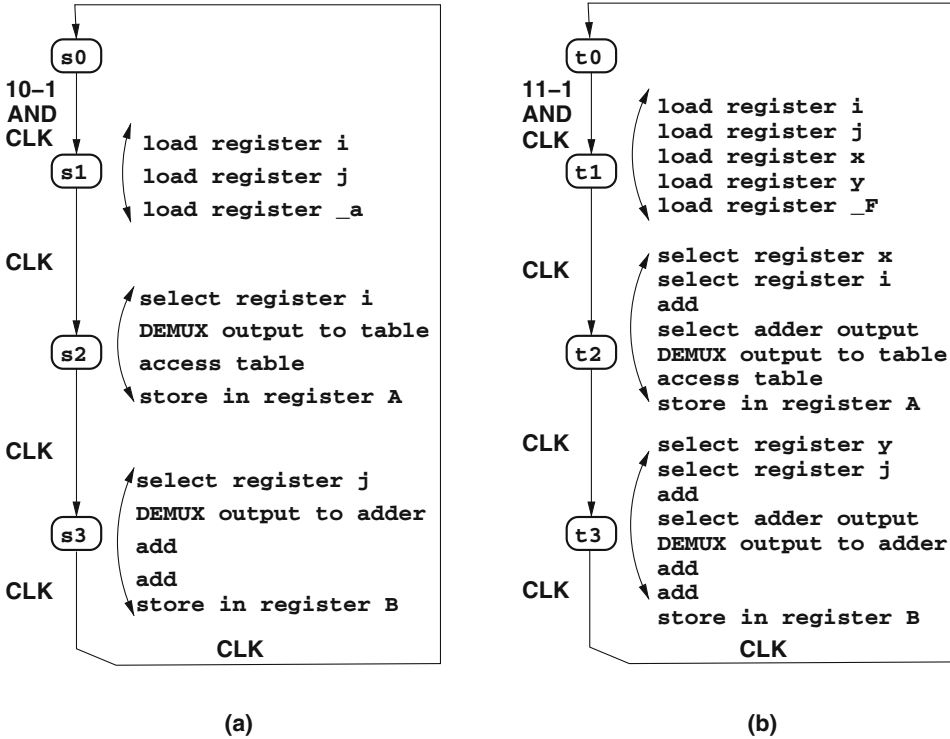 s0
10–1
AND
CLK
s1
load register i
load register j
load register _a
CLK
select register i
DEMUX output to table
s2
access table
store in register A
CLK
select register j
DEMUX output to adder
s3
add
add
CLK
store in register B
CLK
(a)
t0
11–1
AND
CLK
t1
load register i
load register j
load register x
load register y
load register _F
CLK
select register x
select register i
add
select adder output
t2
DEMUX output to table
access table
store in register A
CLK
select register y
select register j
add
select adder output
t3
DEMUX output to adder
add
add
CLK
store in register B
CLK
(b)